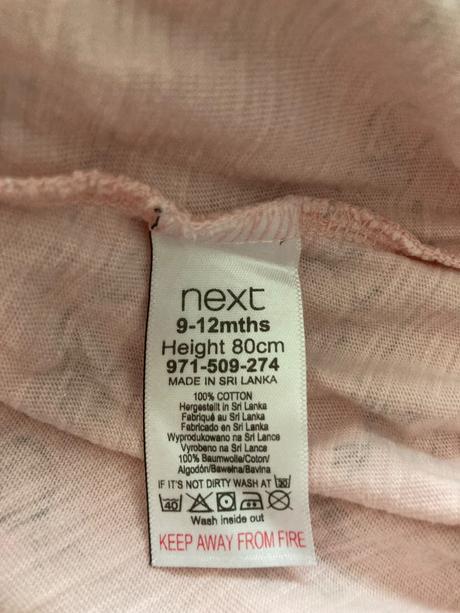 next
9-12mths
Height 80cm
971-509-274
MADE IN SRI LANKA
100% COTTON
Hergestellt in Sri Lanka
Fabriqué au Sri Lanka
Fabricado en Sri Lanka
Wyprodukowano na Sri Lance
Vyrobeno na Sri Lance
100% Baumwolle/Coton/
Algodón/Bawełna/Bavlna
IF IT'S NOT DIRTY WASH AT 30
40
Wash inside out
KEEP AWAY FROM FIRE